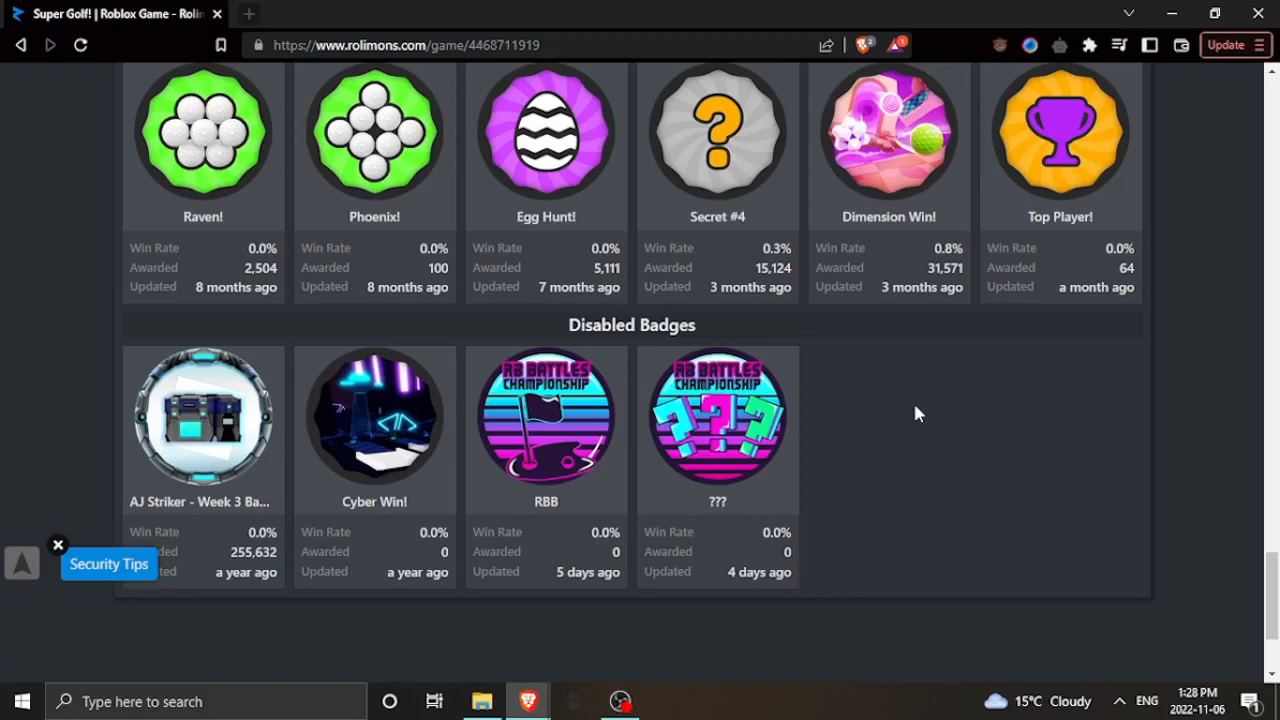 Super Golf! | Roblox Game - Rolim
https://www.rolimons.com/game/4468711919
2
1
Update
Raven!
Phoenix!
Egg Hunt!
Secret #4
Dimension Win!
Top Player!
Win Rate 0.0%
Awarded 2,504
Updated 8 months ago
Win Rate 0.0%
Awarded 100
Updated 8 months ago
Win Rate 0.0%
Awarded 5,111
Updated 7 months ago
Win Rate 0.3%
Awarded 15,124
Updated 3 months ago
Win Rate 0.8%
Awarded 31,571
Updated 3 months ago
Win Rate 0.0%
Awarded 64
Updated a month ago
Disabled Badges
RB BATTLES
CHAMPIONSHIP
RB BATTLES
CHAMPIONSHIP
???
AJ Striker - Week 3 Ba...
Cyber Win!
RBB
???
Win Rate 0.0%
ded 255,632
ted a year ago
Win Rate 0.0%
Awarded 0
Updated a year ago
Win Rate 0.0%
Awarded 0
Updated 5 days ago
Win Rate 0.0%
Awarded 0
Updated 4 days ago
Security Tips
Type here to search
15°C Cloudy
ENG
1:28 PM
2022-11-06
1